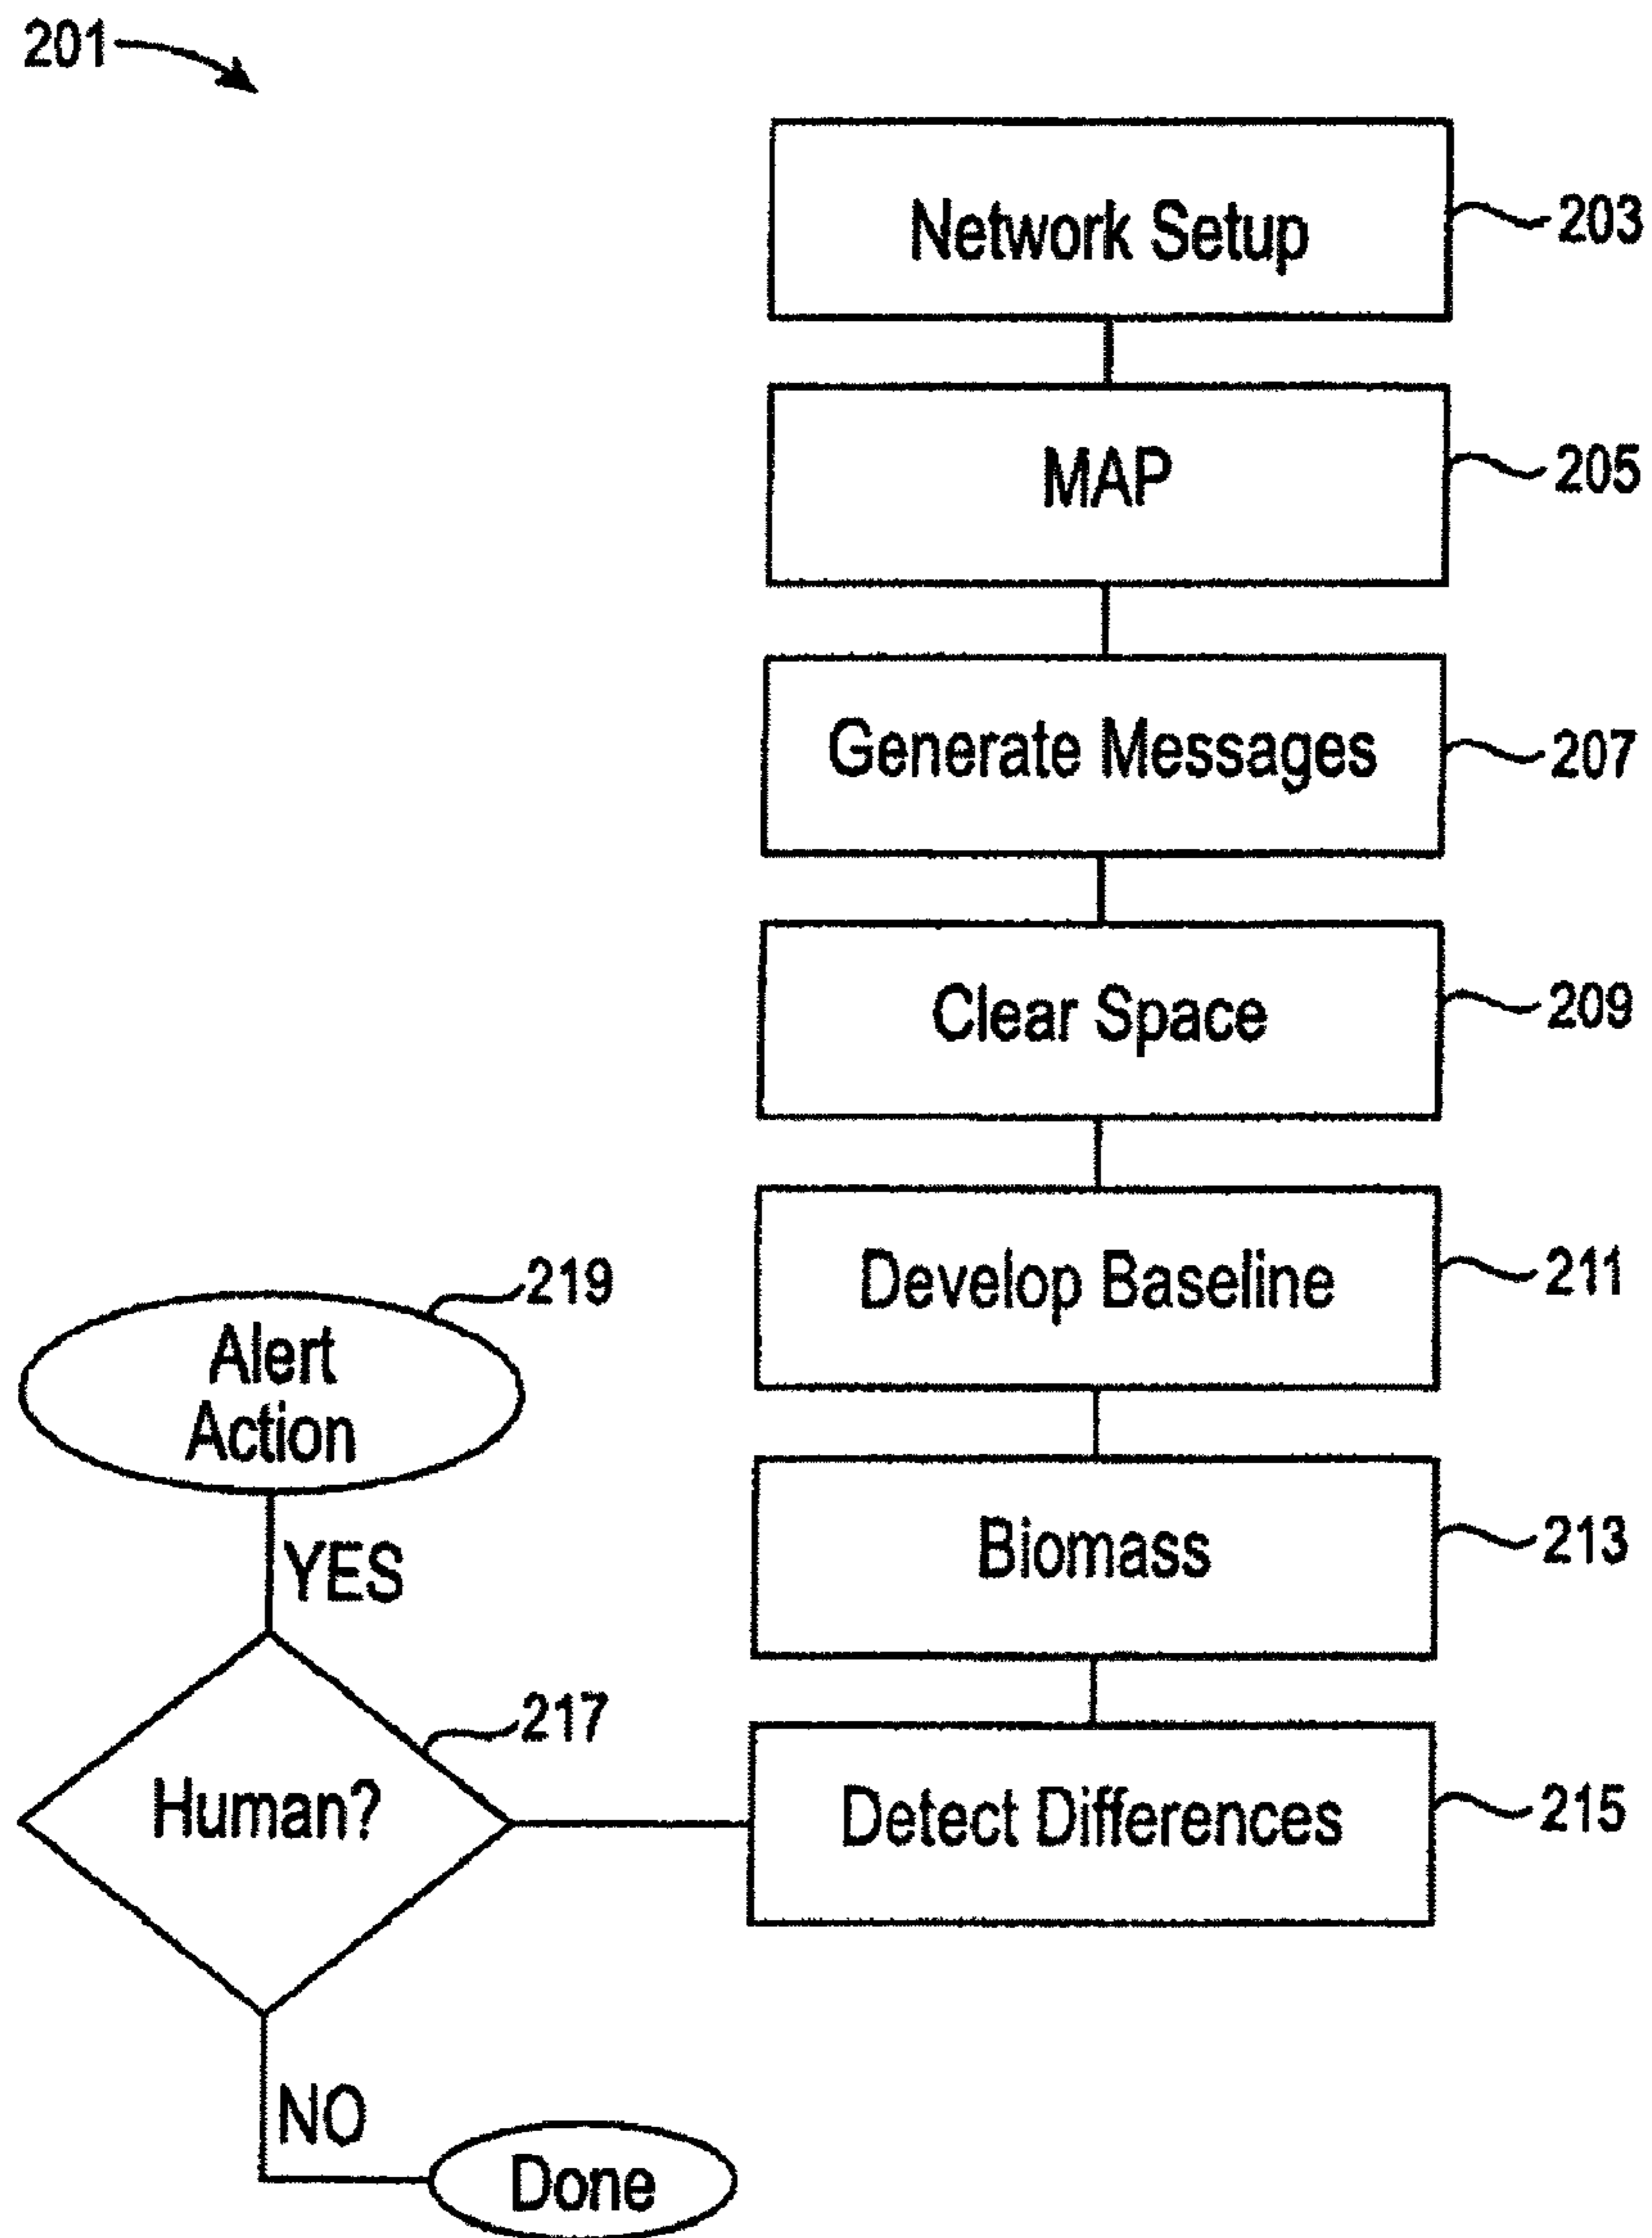 201
Network Setup
203
MAP
205
Generate Messages
207
Clear Space
209
Develop Baseline
211
219
Alert
Action
Biomass
213
YES
217
Human?
Detect Differences
215
NO
Done